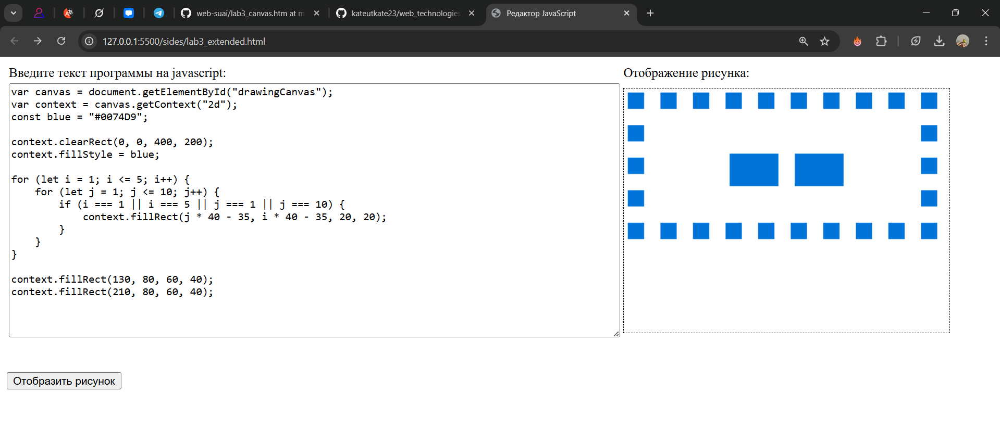 web-suai/lab3_canvas.htm at m
kateutkate23/web_technologies
Редактор JavaScript
127.0.0.1:5500/sides/lab3_extended.html
Введите текст программы на javascript:
Отображение рисунка:
var canvas = document.getElementById("drawingCanvas");
var context = canvas.getContext("2d");
const blue = "#0074D9";
context.clearRect(0, 0, 400, 200);
context.fillStyle = blue;
for (let i = 1; i <= 5; i++) {
    for (let j = 1; j <= 10; j++) {
        if (i === 1 || i === 5 || j === 1 || j === 10) {
            context.fillRect(j * 40 - 35, i * 40 - 35, 20, 20);
        }
    }
}
context.fillRect(130, 80, 60, 40);
context.fillRect(210, 80, 60, 40);
Отобразить рисунок